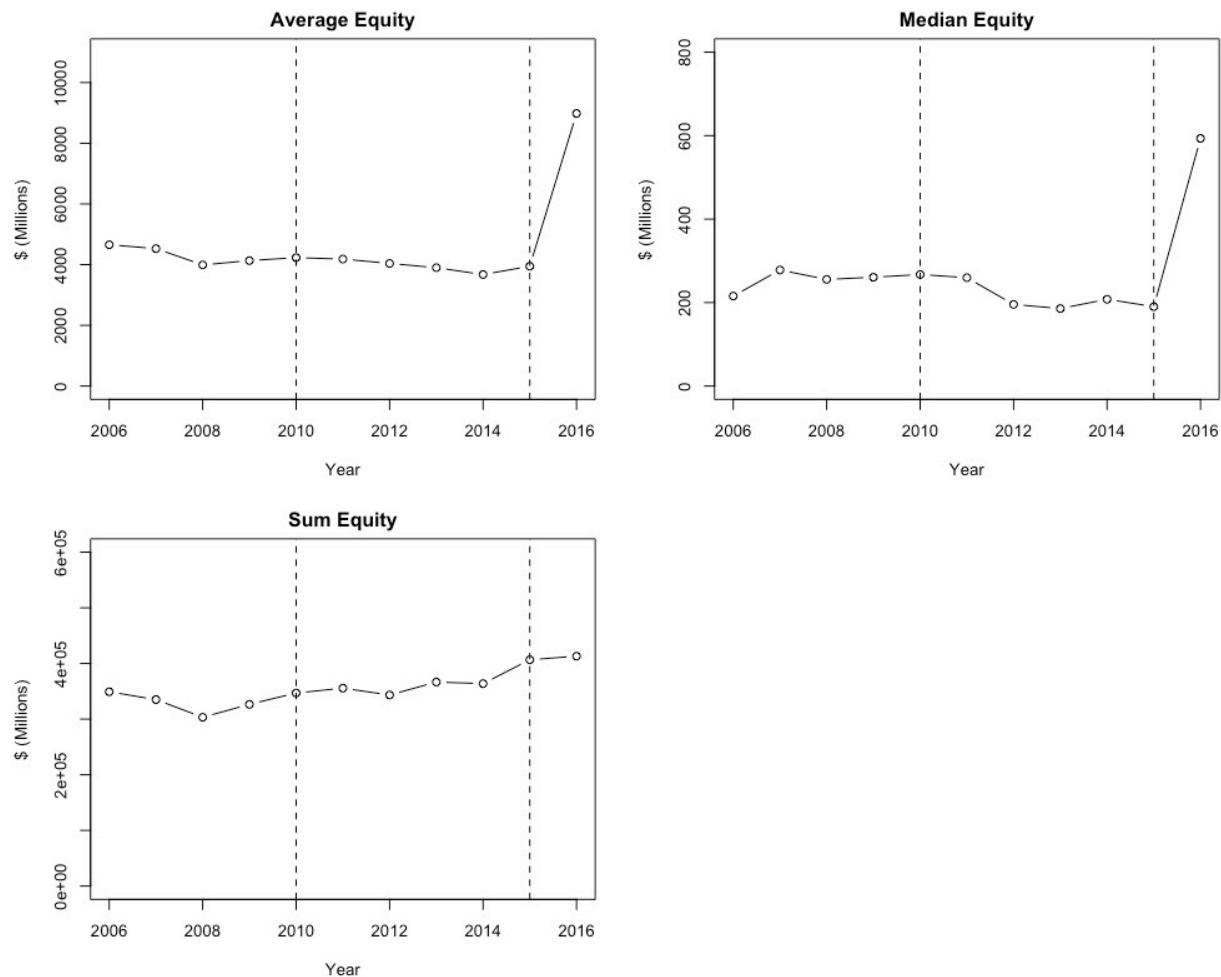 Average Equity
$ (Millions)
10000
8000
6000
4000
2000
0
2006 2008 2010 2012 2014 2016
Year
Median Equity
$ (Millions)
800
600
400
200
0
2006 2008 2010 2012 2014 2016
Year
Sum Equity
$ (Millions)
6e+05
4e+05
2e+05
0e+00
2006 2008 2010 2012 2014 2016
Year